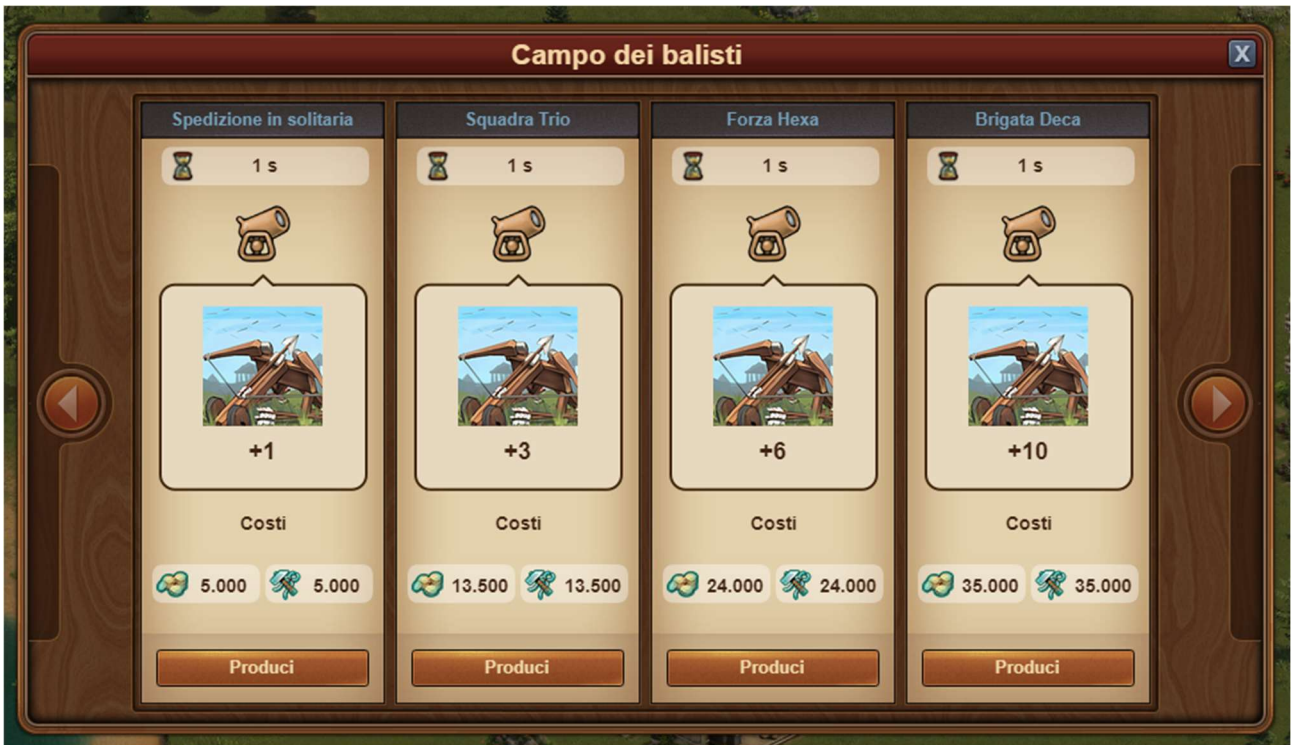 Campo dei balisti
X
Spedizione in solitaria
1 s
+1
Costi
5.000 5.000
Produci
Squadra Trio
1 s
+3
Costi
13.500 13.500
Produci
Forza Hexa
1 s
+6
Costi
24.000 24.000
Produci
Brigata Deca
1 s
+10
Costi
35.000 35.000
Produci